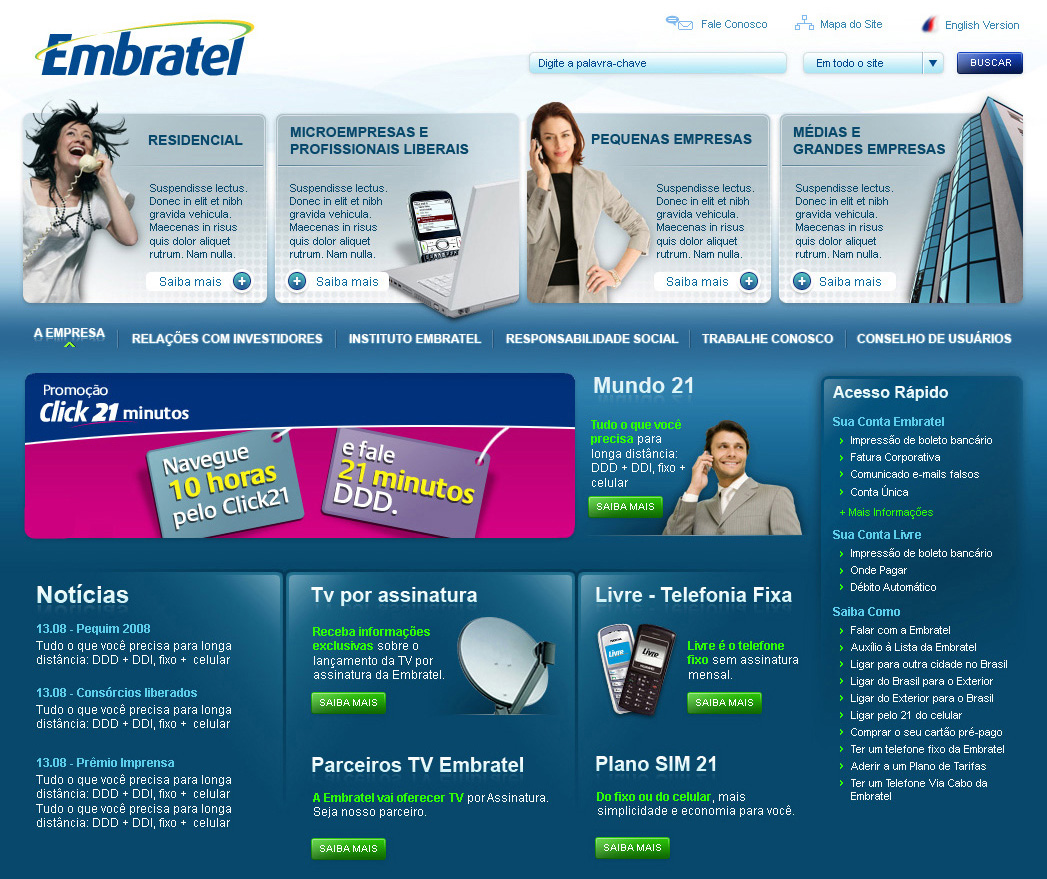 Embratel
Fale Conosco
Mapa do Site
English Version
Digite a palavra-chave
Em todo o site
BUSCAR
RESIDENCIAL
Suspendisse lectus.
Donec in elit et nibh
gravida vehicula.
Maecenas in risus
quis dolor aliquet
rutrum. Nam nulla.
Saiba mais
MICROEMPRESAS E
PROFISSIONAIS LIBERAIS
Suspendisse lectus.
Donec in elit et nibh
gravida vehicula.
Maecenas in risus
quis dolor aliquet
rutrum. Nam nulla.
Saiba mais
PEQUENAS EMPRESAS
Suspendisse lectus.
Donec in elit et nibh
gravida vehicula.
Maecenas in risus
quis dolor aliquet
rutrum. Nam nulla.
Saiba mais
MÉDIAS E
GRANDES EMPRESAS
Suspendisse lectus.
Donec in elit et nibh
gravida vehicula.
Maecenas in risus
quis dolor aliquet
rutrum. Nam nulla.
Saiba mais
A EMPRESA
RELAÇÕES COM INVESTIDORES
INSTITUTO EMBRATEL
RESPONSABILIDADE SOCIAL
TRABALHE CONOSCO
CONSELHO DE USUÁRIOS
Promoção
Click 21 minutos
Navegue
10 horas
pelo Click21
e fale
21 minutos
DDD.
Mundo 21
Tudo o que você
precisa para
longa distância:
DDD + DDI, fixo +
celular
SAIBA MAIS
Acesso Rápido
Sua Conta Embratel
Impressão de boleto bancário
Fatura Corporativa
Comunicado e-mails falsos
Conta Única
+ Mais Informações
Sua Conta Livre
Impressão de boleto bancário
Onde Pagar
Débito Automático
Saiba Como
Falar com a Embratel
Auxílio à Lista da Embratel
Ligar para outra cidade no Brasil
Ligar do Brasil para o Exterior
Ligar do Exterior para o Brasil
Ligar pelo 21 do celular
Comprar o seu cartão pré-pago
Ter um telefone fixo da Embratel
Aderir a um Plano de Tarifas
Ter um Telefone Via Cabo da
Embratel
Notícias
13.08 - Pequim 2008
Tudo o que você precisa para longa
distância: DDD + DDI, fixo + celular
13.08 - Consórcios liberados
Tudo o que você precisa para longa
distância: DDD + DDI, fixo + celular
13.08 - Prêmio Imprensa
Tudo o que você precisa para longa
distância: DDD + DDI, fixo + celular
Tudo o que você precisa para longa
distância: DDD + DDI, fixo + celular
Tv por assinatura
Receba informações
exclusivas sobre o
lançamento da TV por
assinatura da Embratel.
SAIBA MAIS
Livre - Telefonia Fixa
Livre
Livre
Livre é o telefone
fixo sem assinatura
mensal.
SAIBA MAIS
Parceiros TV Embratel
A Embratel vai oferecer TV por Assinatura.
Seja nosso parceiro.
SAIBA MAIS
Plano SIM 21
Do fixo ou do celular, mais
simplicidade e economia para você.
SAIBA MAIS